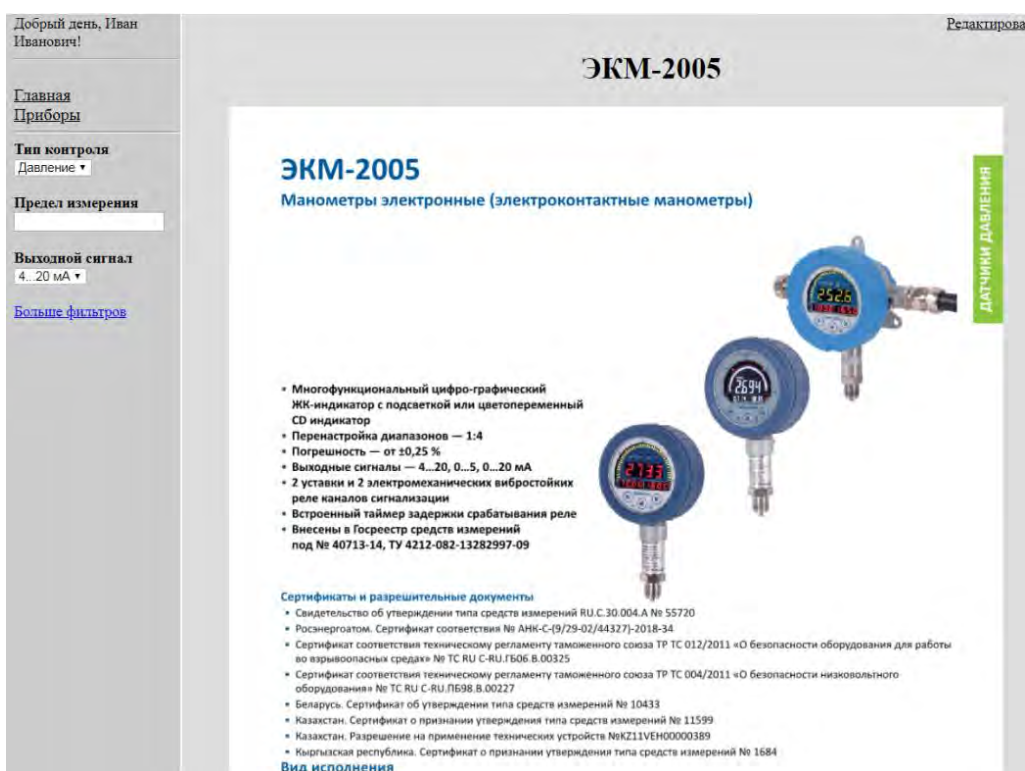 Добрый день, Иван
Иванович!
Главная
Приборы
Тип контроля
Давление
Предел измерения
Выходной сигнал
4...20 мА
Больше фильтров
Редактирова
ЭКМ-2005
ЭКМ-2005
Манометры электронные (электроконтактные манометры)
ДАТЧИКИ ДАВЛЕНИЯ
252.6
2694
2733
• Многофункциональный цифро-графический
ЖК-индикатор с подсветкой или цветопеременный
CD индикатор
• Перенастройка диапазонов — 1:4
• Погрешность — от ±0,25 %
• Выходные сигналы — 4...20, 0...5, 0...20 мА
• 2 уставки и 2 электромеханических вибростойких
реле каналов сигнализации
• Встроенный таймер задержки срабатывания реле
• Внесены в Госреестр средств измерений
под № 40713-14, ТУ 4212-082-13282997-09
Сертификаты и разрешительные документы
• Свидетельство об утверждении типа средств измерений RU.C.30.004.A № 55720
• Росэнергоатом. Сертификат соответствия № АНК-С-(9/29-02/44327)-2018-34
• Сертификат соответствия техническому регламенту таможенного союза ТР ТС 012/2011 «О безопасности оборудования для работы
во взрывоопасных средах» № TC RU C-RU.ГБ06.В.00325
• Сертификат соответствия техническому регламенту таможенного союза ТР ТС 004/2011 «О безопасности низковольтного
оборудования» № TC RU C-RU.ПБ98.В.00227
• Беларусь. Сертификат об утверждении типа средств измерений № 10433
• Казахстан. Сертификат о признании утверждения типа средств измерений № 11599
• Казахстан. Разрешение на применение технических устройств №KZ11VEH00000389
• Кыргызская республика. Сертификат о признании утверждения типа средств измерений № 1684
Вид исполнения